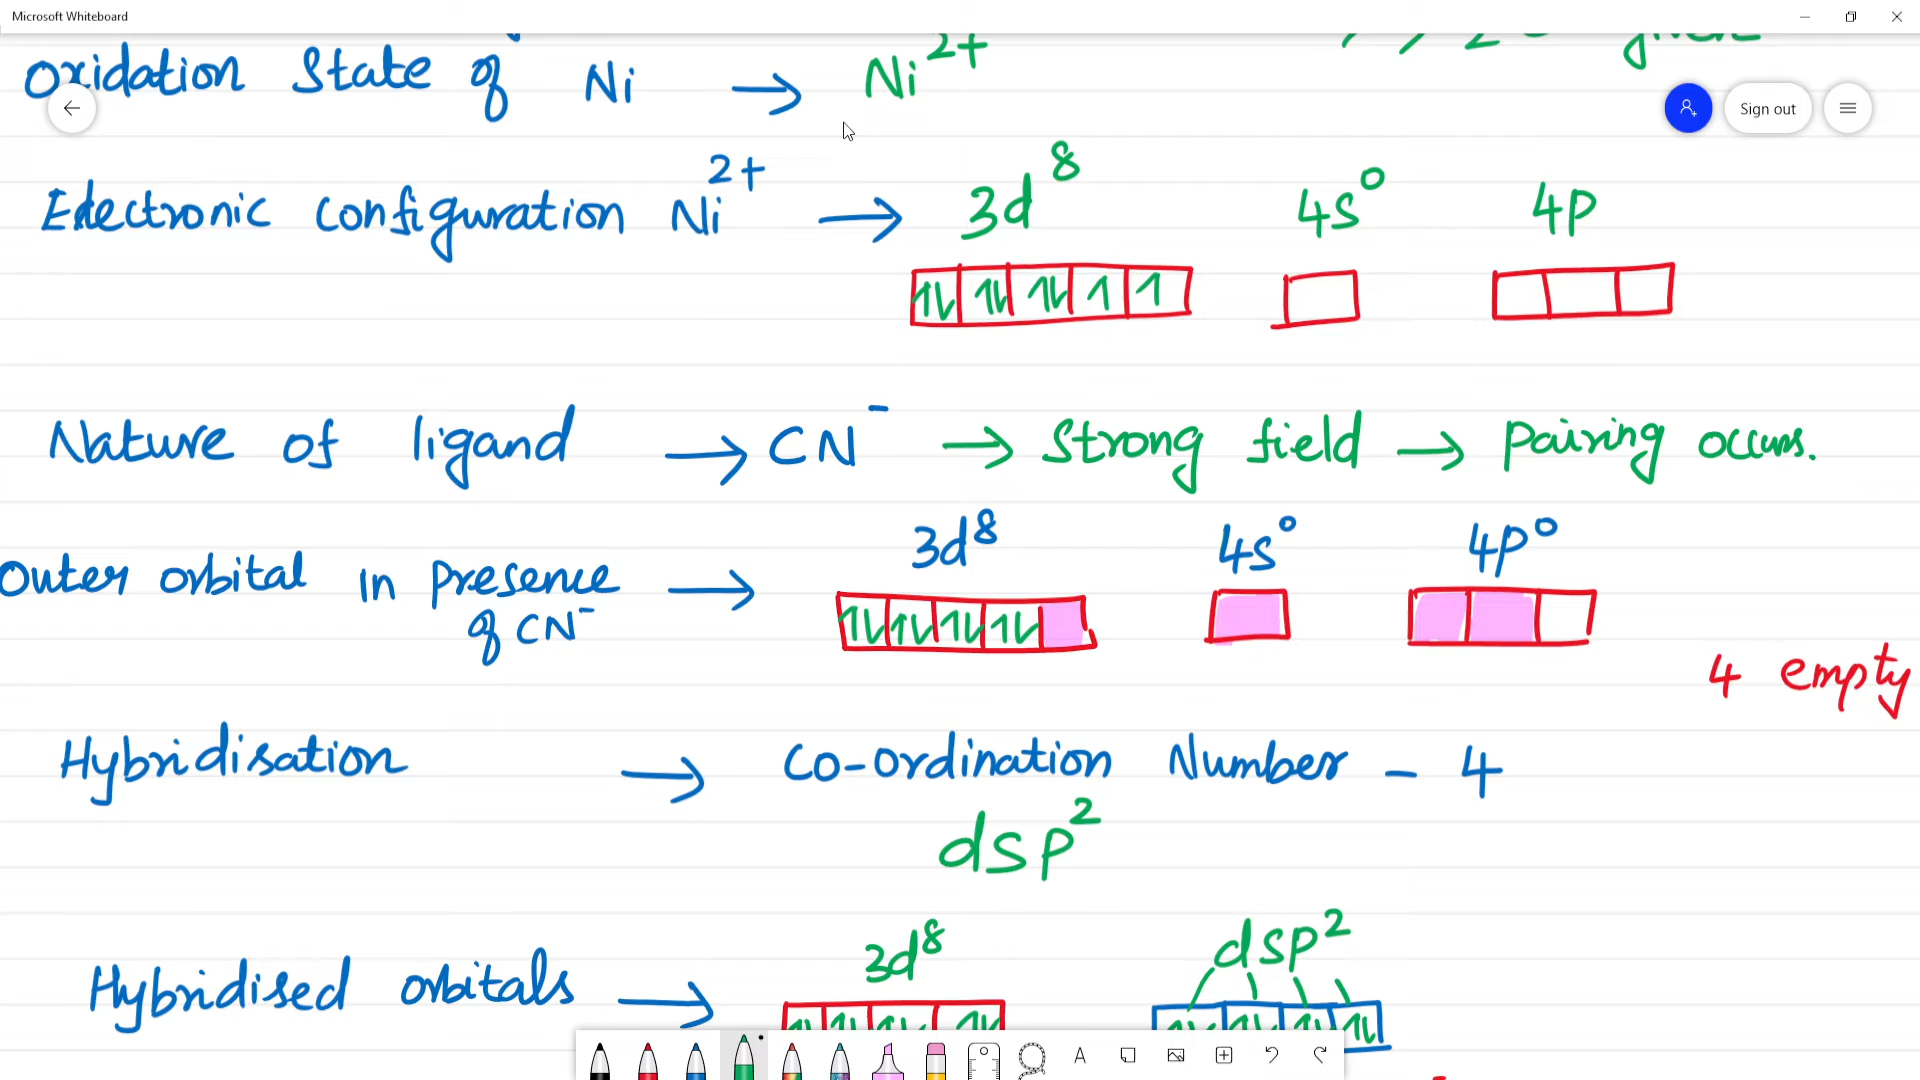 Microsoft Whiteboard
Oxidation State of Ni → Ni²⁺
Sign out
Electronic configuration Ni²⁺ → 3d⁸ 4s⁰ 4p
Nature of ligand → CN⁻ → Strong field → Pairing occurs.
Outer orbital in presence of CN⁻ → 3d⁸ 4s⁰ 4p⁰
4 empty
Hybridisation → Co-ordination Number - 4
dsp²
Hybridised orbitals → 3d⁸ dsp²